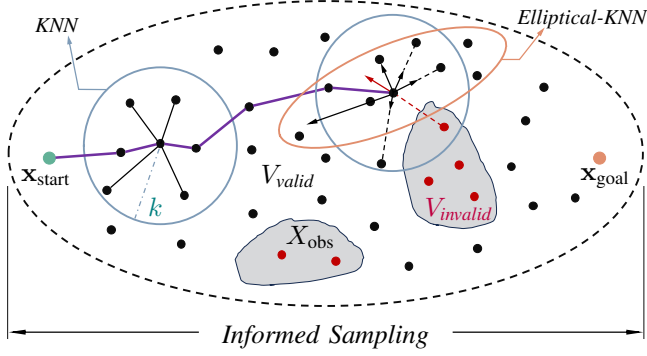 KNN
Elliptical-KNN
x_start
V_valid
x_goal
k
V_invalid
X_obs
Informed Sampling